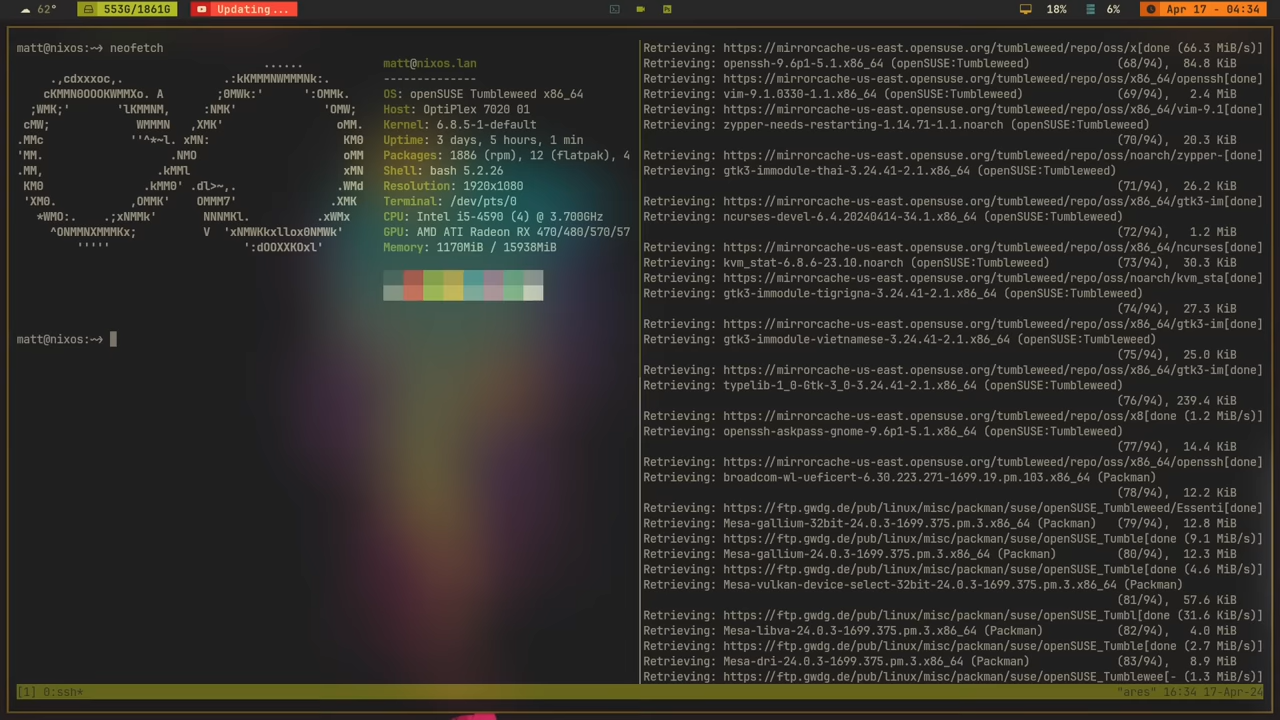 62°
553G/1861G
Updating...
18%
6%
Apr 17 - 04:34
matt@nixos:~> neofetch
matt@nixos.lan
--------------
OS: openSUSE Tumbleweed x86_64
Host: OptiPlex 7020 01
Kernel: 6.8.5-1-default
Uptime: 3 days, 5 hours, 1 min
Packages: 1886 (rpm), 12 (flatpak), 4
Shell: bash 5.2.26
Resolution: 1920x1080
Terminal: /dev/pts/0
CPU: Intel i5-4590 (4) @ 3.700GHz
GPU: AMD ATI Radeon RX 470/480/570/57
Memory: 1170MiB / 15938MiB
matt@nixos:~>
Retrieving: https://mirrorcache-us-east.opensuse.org/tumbleweed/repo/oss/x[done (66.3 MiB/s)]
Retrieving: openssh-9.6p1-5.1.x86_64 (openSUSE:Tumbleweed) (68/94), 84.8 KiB
Retrieving: https://mirrorcache-us-east.opensuse.org/tumbleweed/repo/oss/x86_64/openssh[done]
Retrieving: vim-9.1.0330-1.1.x86_64 (openSUSE:Tumbleweed) (69/94), 2.4 MiB
Retrieving: https://mirrorcache-us-east.opensuse.org/tumbleweed/repo/oss/x86_64/vim-9.1[done]
Retrieving: zypper-needs-restarting-1.14.71-1.1.noarch (openSUSE:Tumbleweed)
(70/94), 20.3 KiB
Retrieving: https://mirrorcache-us-east.opensuse.org/tumbleweed/repo/oss/noarch/zypper-[done]
Retrieving: gtk3-immodule-thai-3.24.41-2.1.x86_64 (openSUSE:Tumbleweed)
(71/94), 26.2 KiB
Retrieving: https://mirrorcache-us-east.opensuse.org/tumbleweed/repo/oss/x86_64/gtk3-im[done]
Retrieving: ncurses-devel-6.4.20240414-34.1.x86_64 (openSUSE:Tumbleweed)
(72/94), 1.2 MiB
Retrieving: https://mirrorcache-us-east.opensuse.org/tumbleweed/repo/oss/x86_64/ncurses[done]
Retrieving: kvm_stat-6.8.6-23.10.noarch (openSUSE:Tumbleweed) (73/94), 30.3 KiB
Retrieving: https://mirrorcache-us-east.opensuse.org/tumbleweed/repo/oss/noarch/kvm_sta[done]
Retrieving: gtk3-immodule-tigrigna-3.24.41-2.1.x86_64 (openSUSE:Tumbleweed)
(74/94), 27.3 KiB
Retrieving: https://mirrorcache-us-east.opensuse.org/tumbleweed/repo/oss/x86_64/gtk3-im[done]
Retrieving: gtk3-immodule-vietnamese-3.24.41-2.1.x86_64 (openSUSE:Tumbleweed)
(75/94), 25.0 KiB
Retrieving: https://mirrorcache-us-east.opensuse.org/tumbleweed/repo/oss/x86_64/gtk3-im[done]
Retrieving: typelib-1_0-Gtk-3_0-3.24.41-2.1.x86_64 (openSUSE:Tumbleweed)
(76/94), 239.4 KiB
Retrieving: https://mirrorcache-us-east.opensuse.org/tumbleweed/repo/oss/x8[done (1.2 MiB/s)]
Retrieving: openssh-askpass-gnome-9.6p1-5.1.x86_64 (openSUSE:Tumbleweed)
(77/94), 14.4 KiB
Retrieving: https://mirrorcache-us-east.opensuse.org/tumbleweed/repo/oss/x86_64/openssh[done]
Retrieving: broadcom-wl-ueficert-6.30.223.271-1699.19.pm.103.x86_64 (Packman)
(78/94), 12.2 KiB
Retrieving: https://ftp.gwdg.de/pub/linux/misc/packman/suse/openSUSE_Tumbleweed/Essenti[done]
Retrieving: Mesa-gallium-32bit-24.0.3-1699.375.pm.3.x86_64 (Packman) (79/94), 12.8 MiB
Retrieving: https://ftp.gwdg.de/pub/linux/misc/packman/suse/openSUSE_Tumble[done (9.1 MiB/s)]
Retrieving: Mesa-gallium-24.0.3-1699.375.pm.3.x86_64 (Packman) (80/94), 12.3 MiB
Retrieving: https://ftp.gwdg.de/pub/linux/misc/packman/suse/openSUSE_Tumble[done (4.6 MiB/s)]
Retrieving: Mesa-vulkan-device-select-32bit-24.0.3-1699.375.pm.3.x86_64 (Packman)
(81/94), 57.6 KiB
Retrieving: https://ftp.gwdg.de/pub/linux/misc/packman/suse/openSUSE_Tumbl[done (31.6 KiB/s)]
Retrieving: Mesa-libva-24.0.3-1699.375.pm.3.x86_64 (Packman) (82/94), 4.0 MiB
Retrieving: https://ftp.gwdg.de/pub/linux/misc/packman/suse/openSUSE_Tumble[done (2.7 MiB/s)]
Retrieving: Mesa-dri-24.0.3-1699.375.pm.3.x86_64 (Packman) (83/94), 8.9 MiB
Retrieving: https://ftp.gwdg.de/pub/linux/misc/packman/suse/openSUSE_Tumblewee[- (1.3 MiB/s)]
[1] 0:ssh*
"ares" 16:34 17-Apr-24